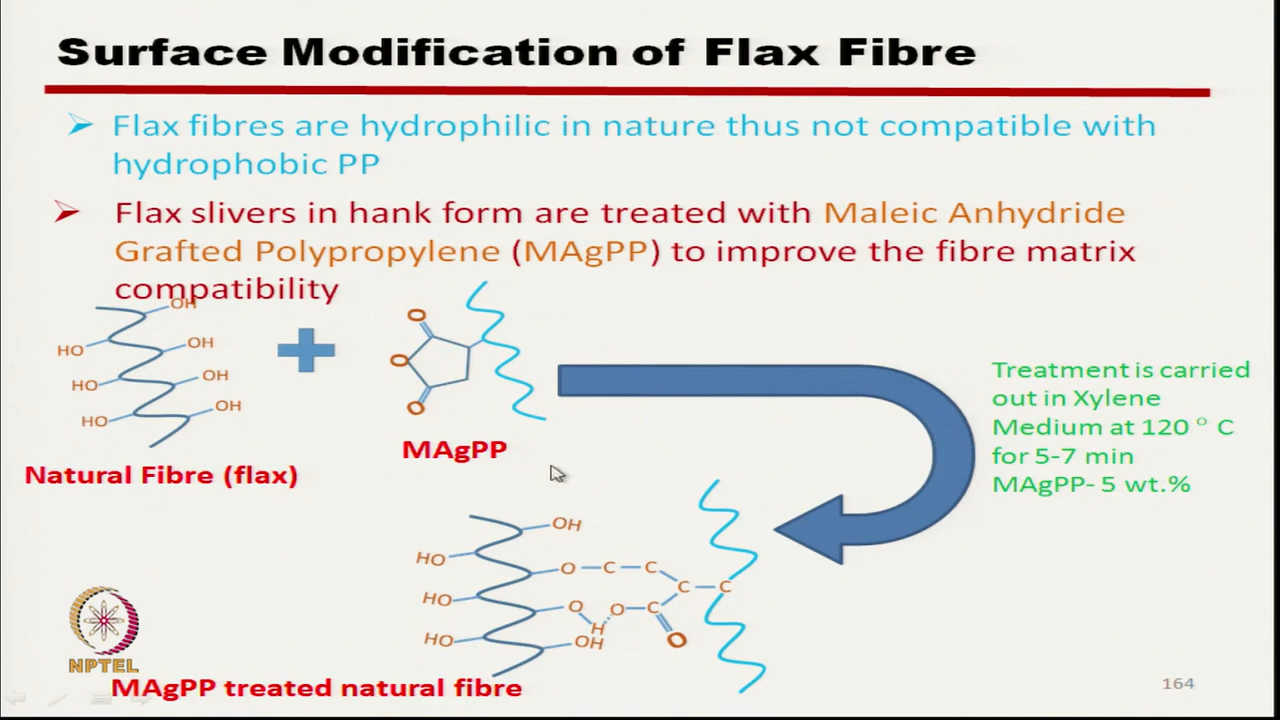 Surface Modification of Flax Fibre
Flax fibres are hydrophilic in nature thus not compatible with
hydrophobic PP
Flax slivers in hank form are treated with Maleic Anhydride
Grafted Polypropylene (MAgPP) to improve the fibre matrix
compatibility
OH
HO
OH
HO
OH
HO
OH
Natural Fibre (flax)
O
O
O
MAgPP
Treatment is carried
out in Xylene
Medium at 120 ° C
for 5-7 min
MAgPP- 5 wt.%
OH
HO
O – C – C
C – C
HO
O
O – C
H
HO
OH
O
NPTEL
MAgPP treated natural fibre
164